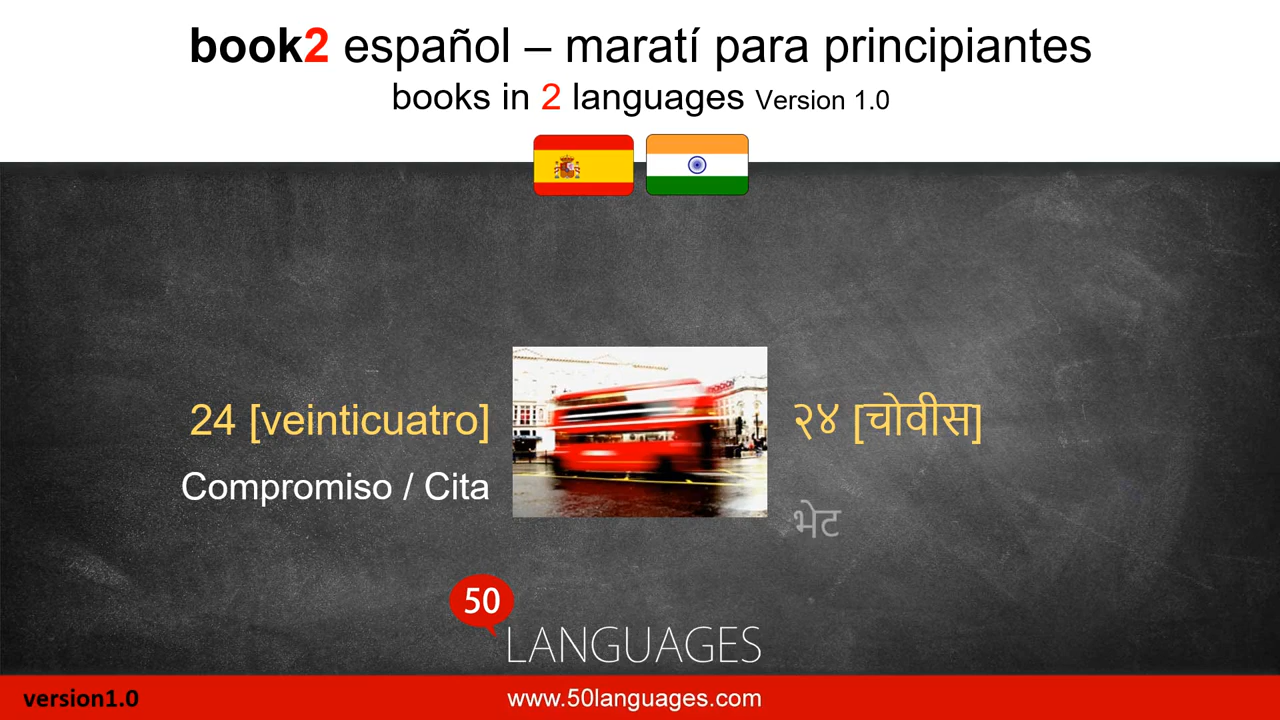 book2 español – maratí para principiantes
books in 2 languages Version 1.0
24 [veinticuatro]
Compromiso / Cita
२४ [चोवीस]
भेट
50
LANGUAGES
version1.0
www.50languages.com